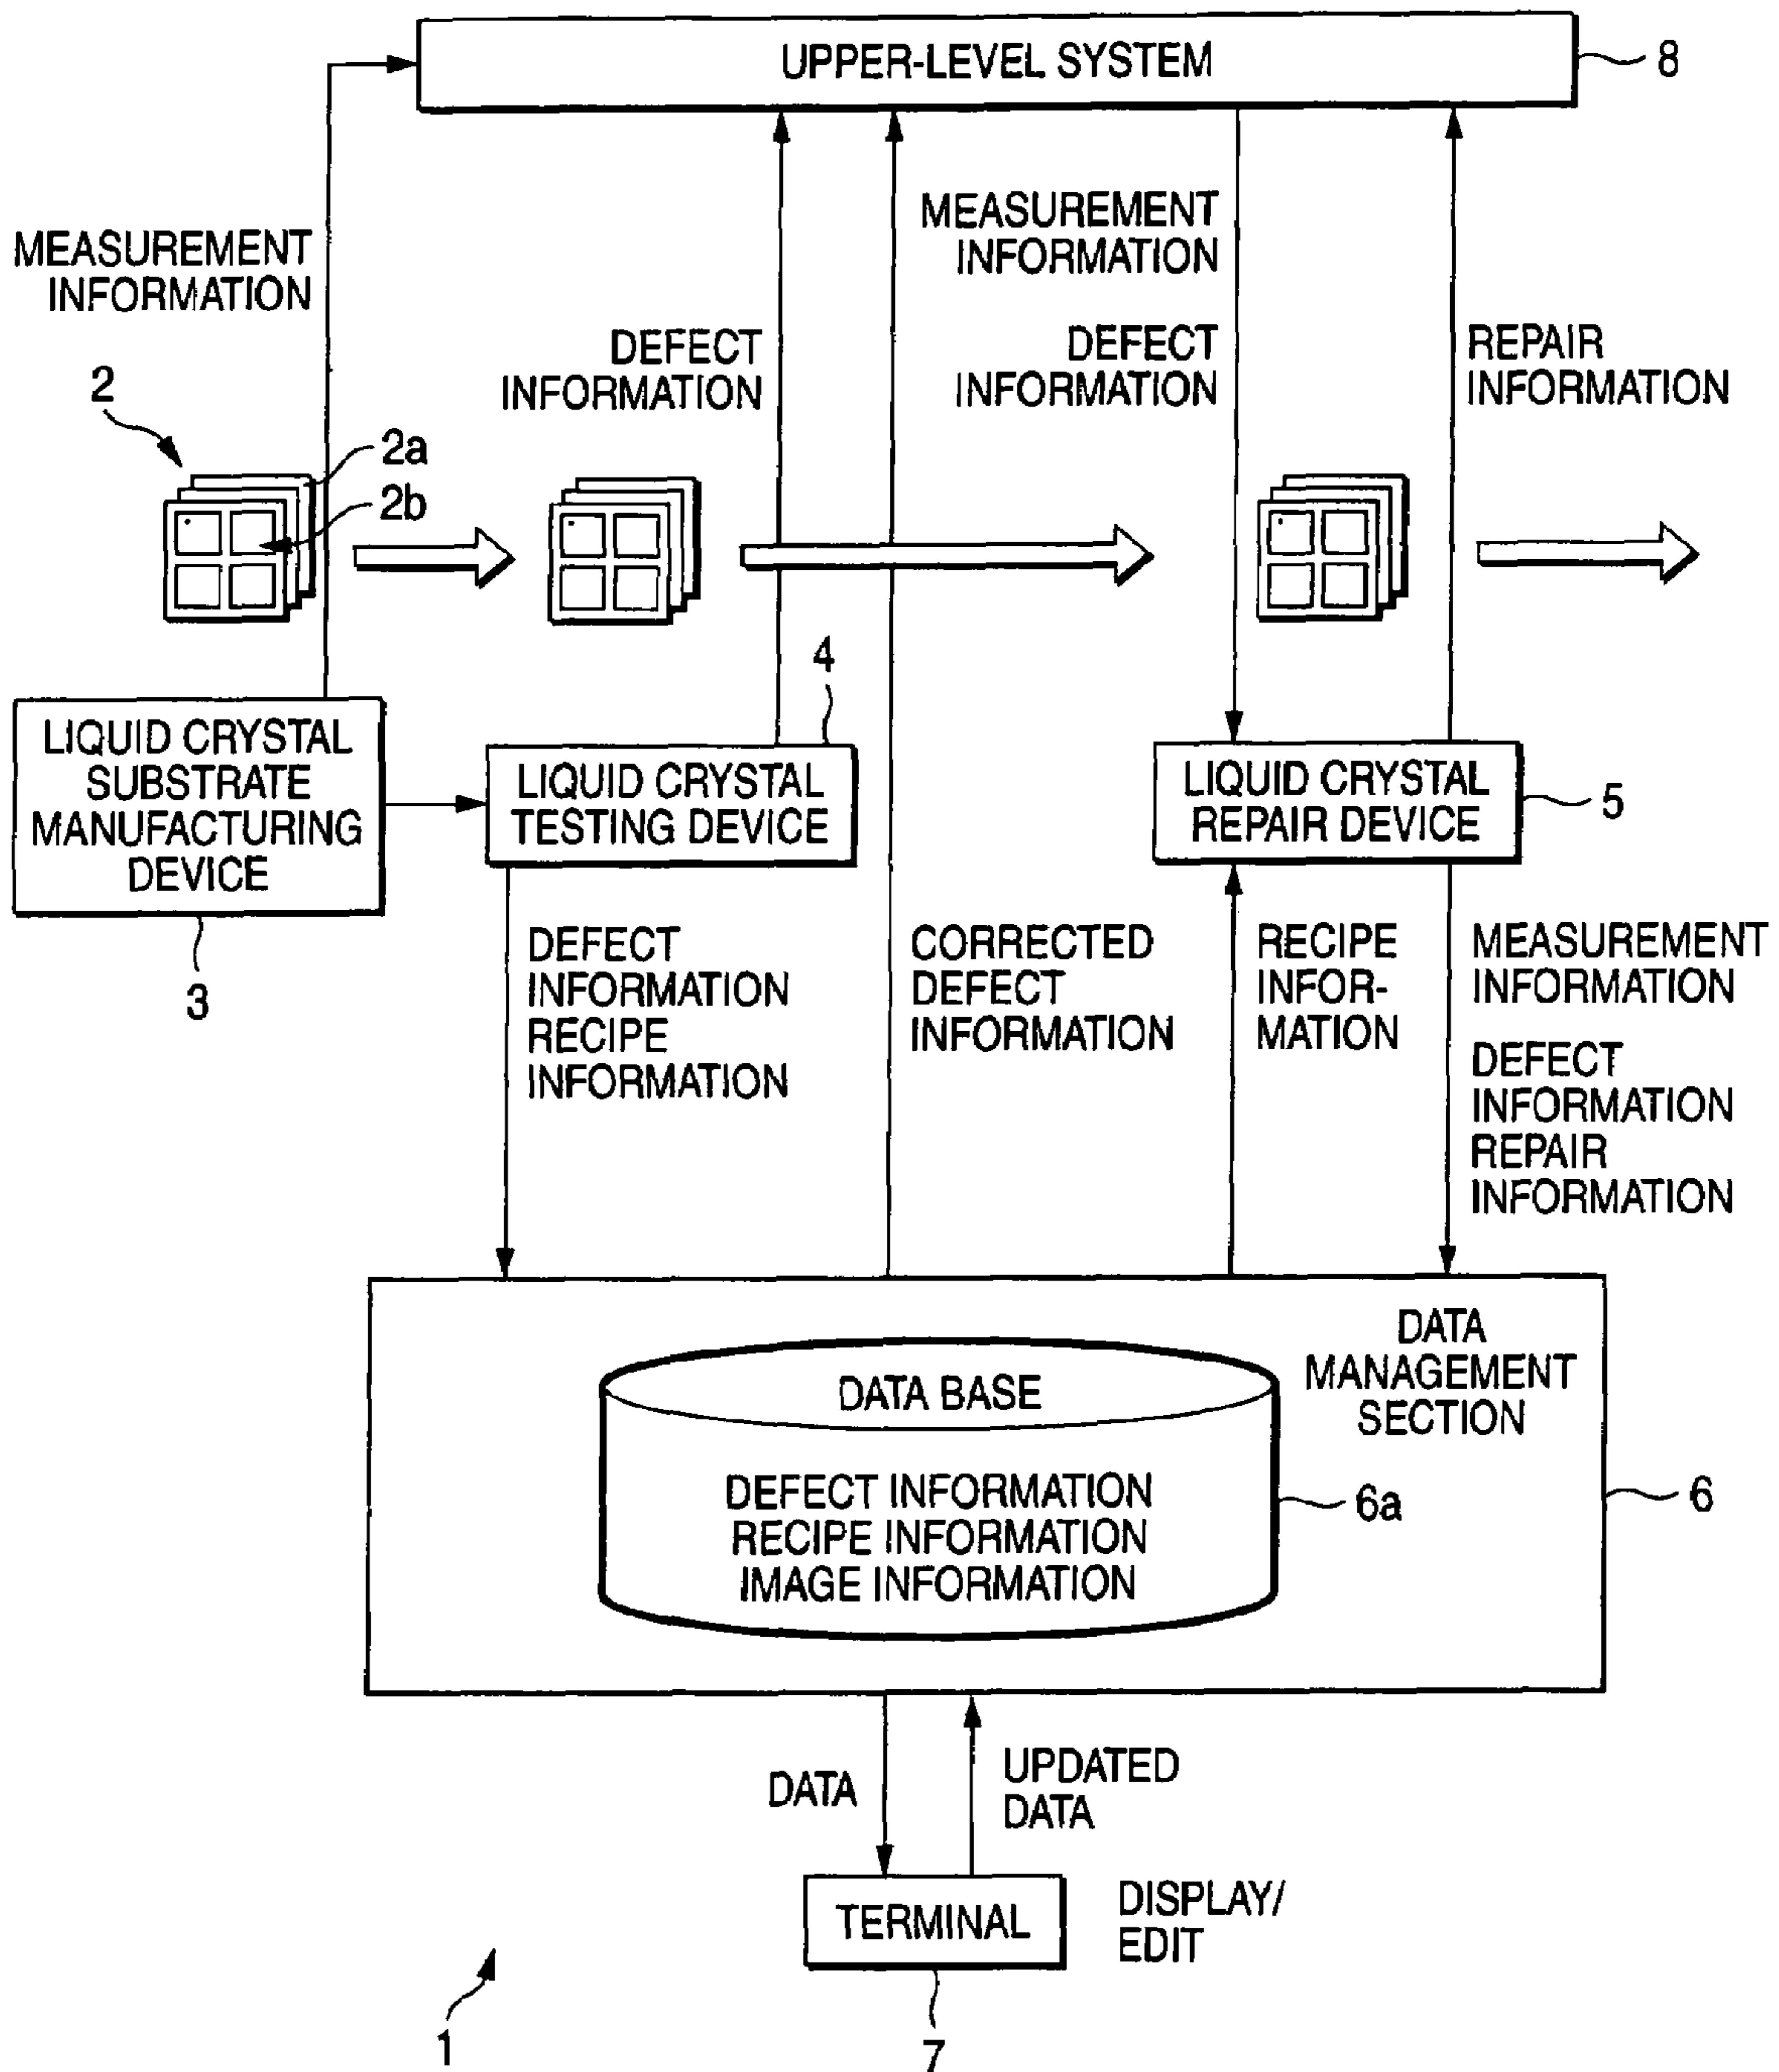 UPPER-LEVEL SYSTEM
8
MEASUREMENT
INFORMATION
MEASUREMENT
INFORMATION
DEFECT
INFORMATION
DEFECT
INFORMATION
REPAIR
INFORMATION
2
2a
2b
4
LIQUID CRYSTAL
SUBSTRATE
MANUFACTURING
DEVICE
3
LIQUID CRYSTAL
TESTING DEVICE
LIQUID CRYSTAL
REPAIR DEVICE
5
DEFECT
INFORMATION
RECIPE
INFORMATION
CORRECTED
DEFECT
INFORMATION
RECIPE
INFOR-
MATION
MEASUREMENT
INFORMATION
DEFECT
INFORMATION
REPAIR
INFORMATION
DATA
MANAGEMENT
SECTION
DATA BASE
DEFECT INFORMATION
RECIPE INFORMATION
IMAGE INFORMATION
6a
6
DATA
UPDATED
DATA
TERMINAL
DISPLAY/
EDIT
1
7